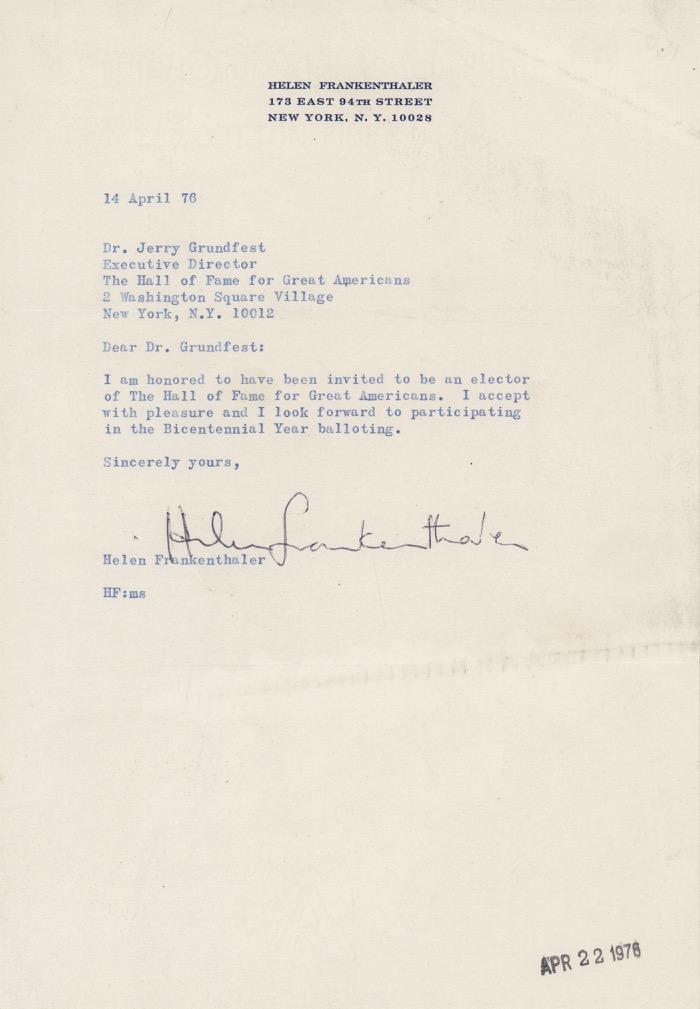 HELEN FRANKENTHALER
173 EAST 94TH STREET
NEW YORK, N. Y. 10028
14 April 76
Dr. Jerry Grundfest
Executive Director
The Hall of Fame for Great Americans
2 Washington Square Village
New York, N.Y. 10012
Dear Dr. Grundfest:
I am honored to have been invited to be an elector
of The Hall of Fame for Great Americans.  I accept
with pleasure and I look forward to participating
in the Bicentennial Year balloting.
Sincerely yours,
Helen Frankenthaler
Helen Frankenthaler
HF:ms
APR 22 1976